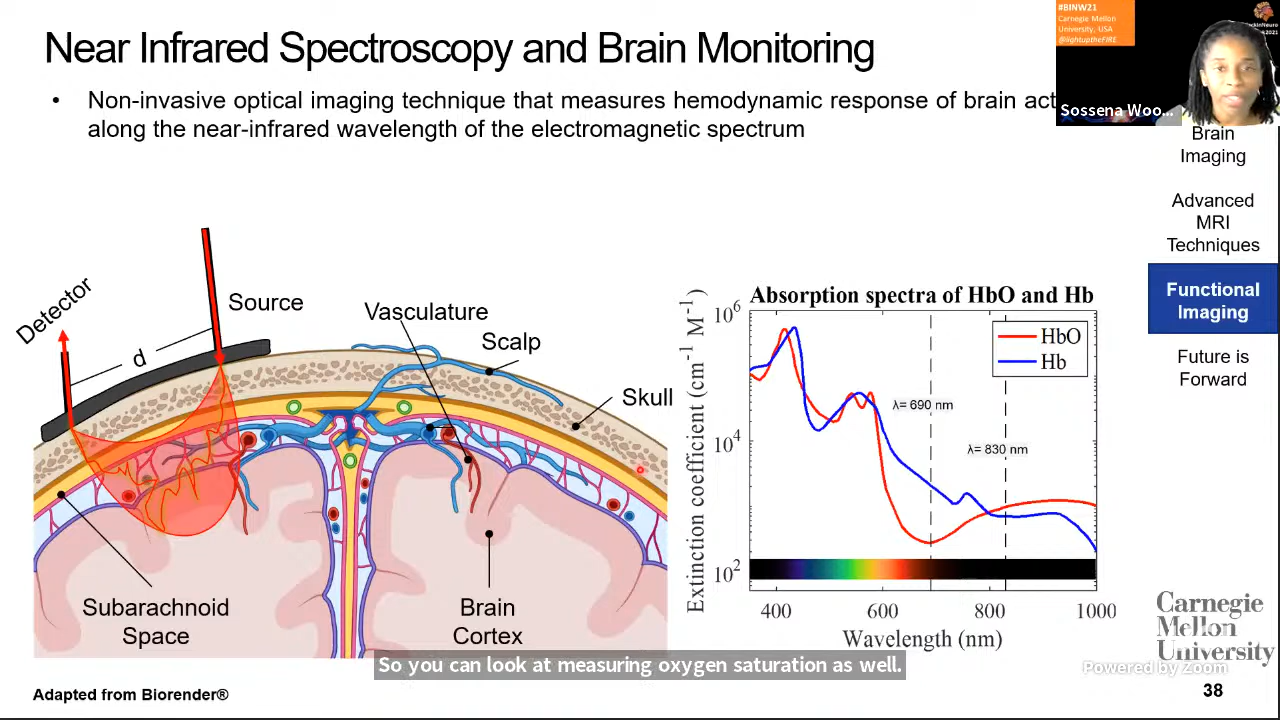 Near Infrared Spectroscopy and Brain Monitoring
#BINW21
Carnegie Mellon
University, USA
@lightuptheFIRE
Sossena Woo...
• Non-invasive optical imaging technique that measures hemodynamic response of brain act
along the near-infrared wavelength of the electromagnetic spectrum
Brain
Imaging
Advanced
MRI
Techniques
Functional
Imaging
Future is
Forward
Detector
d
Source
Vasculature
Scalp
Skull
Subarachnoid
Space
Brain
Cortex
Absorption spectra of HbO and Hb
Extinction coefficient (cm⁻¹ M⁻¹)
10⁶
10⁴
10²
HbO
Hb
λ= 690 nm
λ= 830 nm
400 600 800 1000
Wavelength (nm)
So you can look at measuring oxygen saturation as well.
Carnegie
Mellon
University
Powered by Zoom
Adapted from Biorender®
38